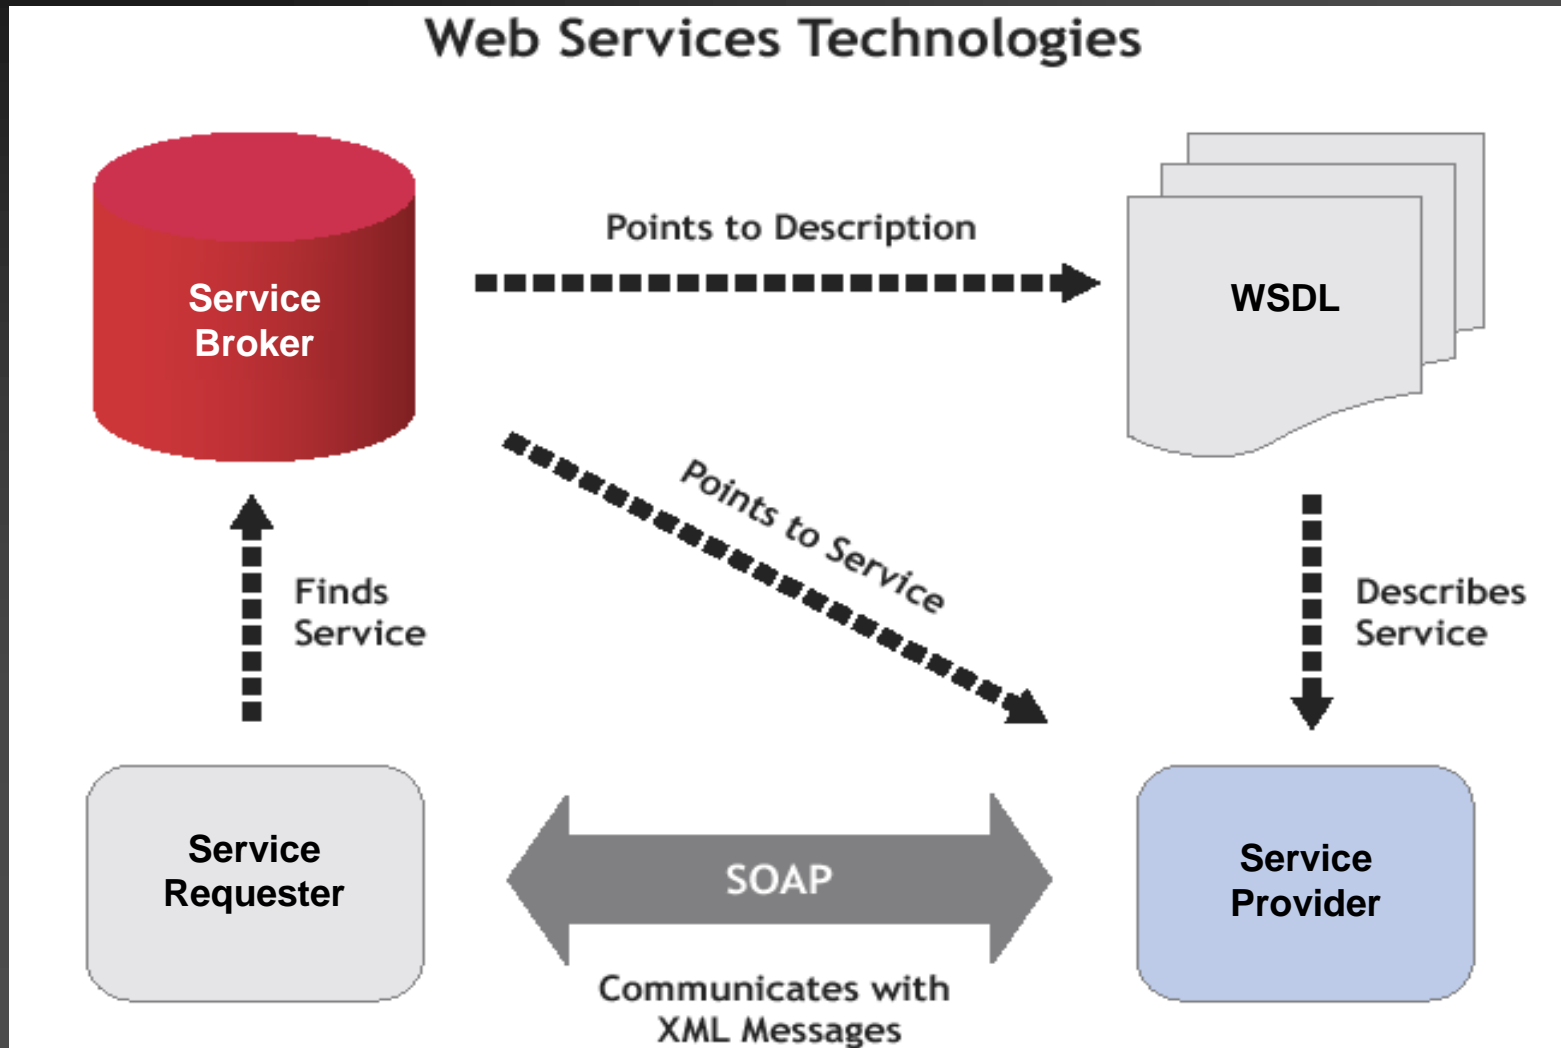 Web Services Technologies
Service
Broker
Points to Description
WSDL
Points to Service
Finds
Service
Describes
Service
Service
Requester
SOAP
Service
Provider
Communicates with
XML Messages